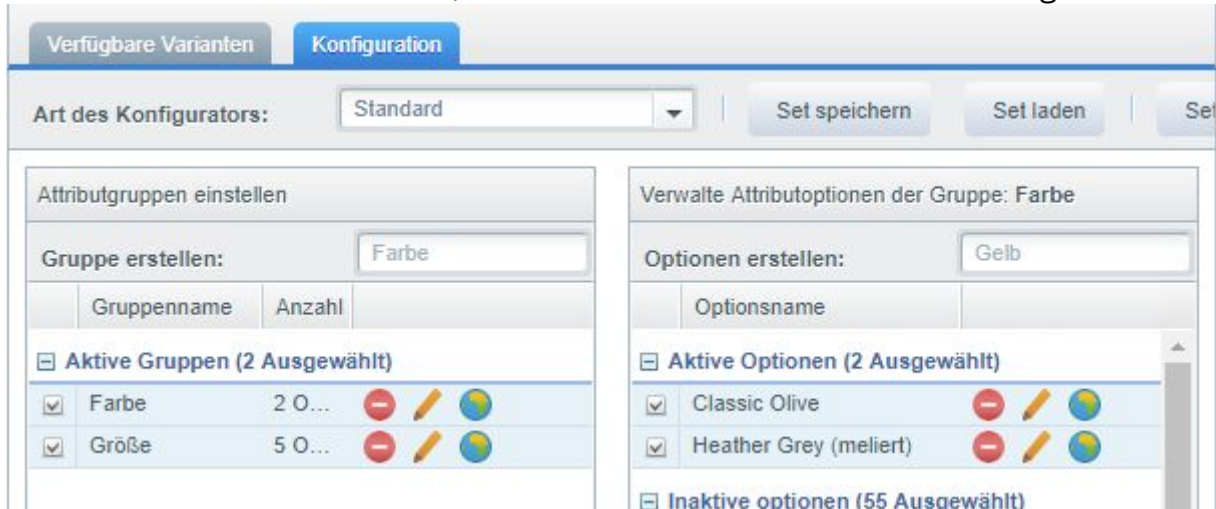 Verfügbare Varianten Konfiguration
Art des Konfigurators: Standard Set speichern Set laden
Attributgruppen einstellen
Gruppe erstellen: Farbe
Gruppenname Anzahl
Aktive Gruppen (2 Ausgewählt)
Farbe 2 O...
Größe 5 O...
Verwalte Attributoptionen der Gruppe: Farbe
Optionen erstellen: Gelb
Optionsname
Aktive Optionen (2 Ausgewählt)
Classic Olive
Heather Grey (meliert)
Inaktive optionen (55 Ausgewählt)